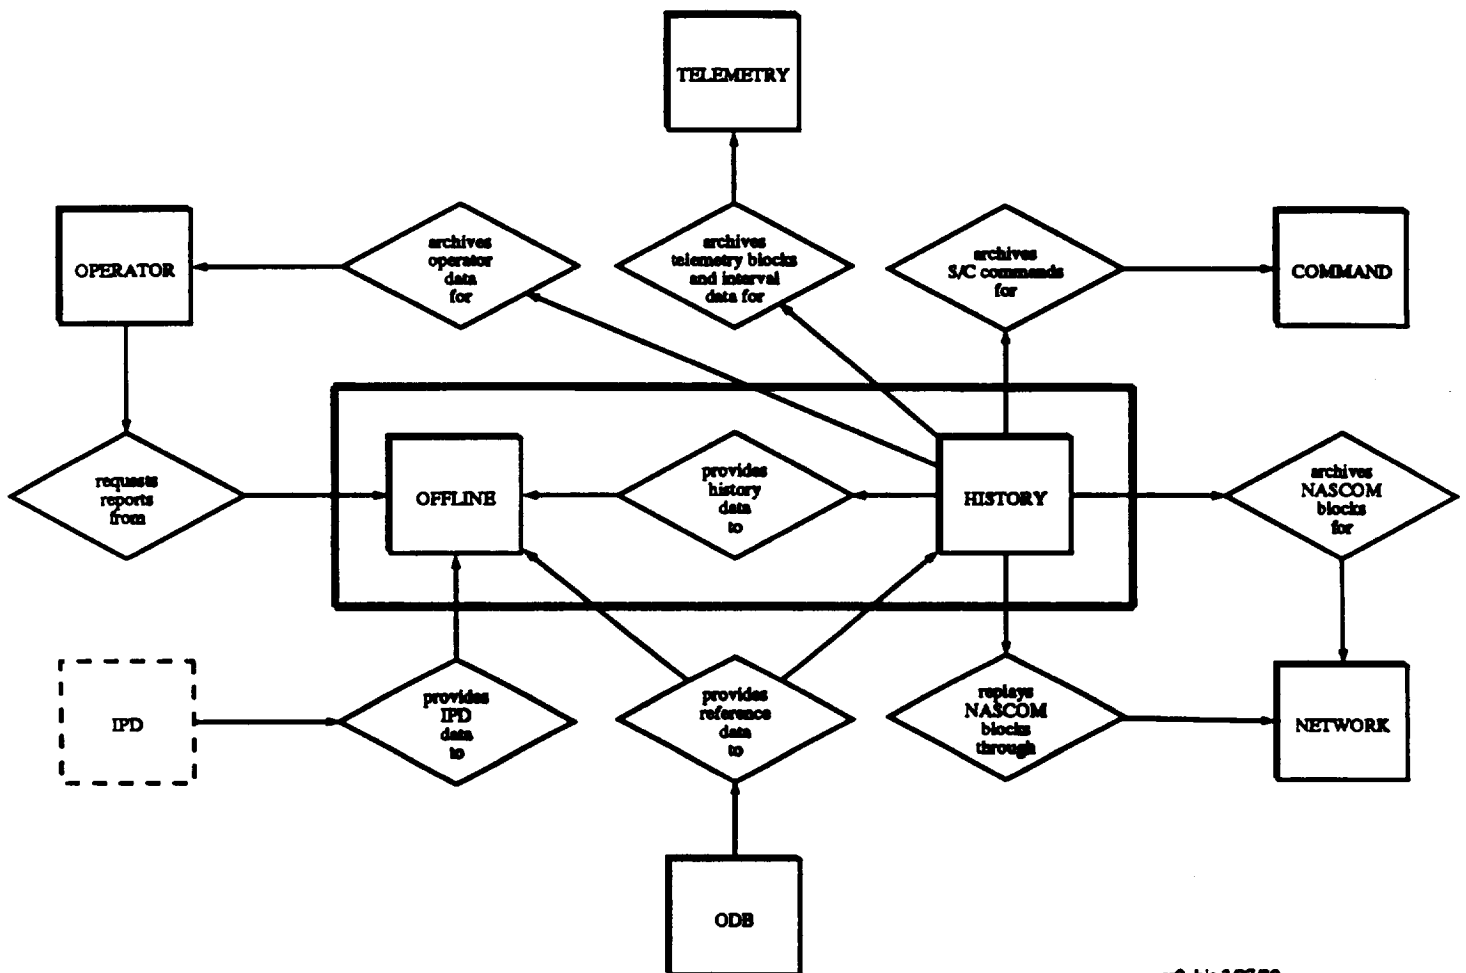 TELEMETRY
OPERATOR
archives
operator
data
for
archives
telemetry blocks
and interval
data for
archives
S/C commands
for
COMMAND
requests
reports
from
OFFLINE
provides
history
data
to
HISTORY
archives
NASCOM
blocks
for
IPD
provides
IPD
data
to
provides
reference
data
to
replays
NASCOM
blocks
through
NETWORK
ODB